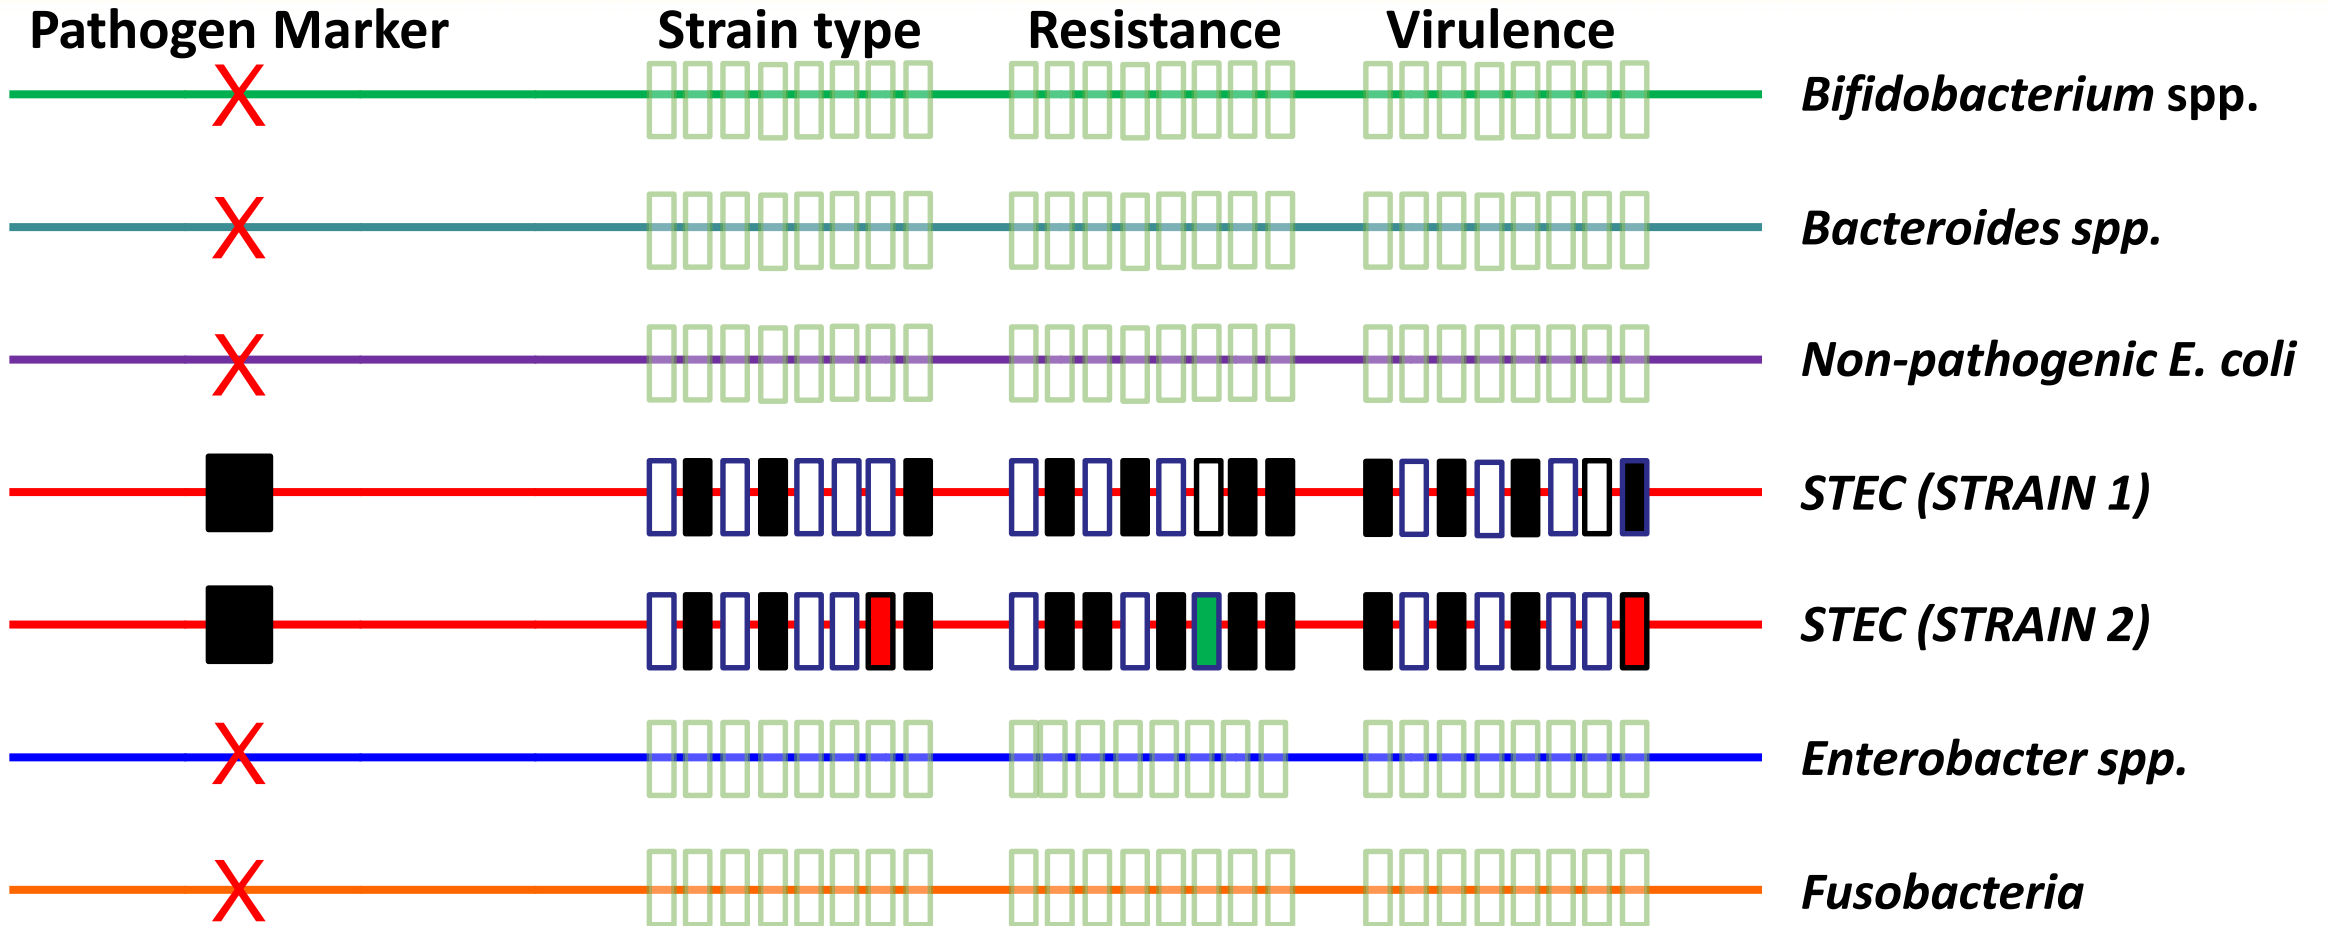 Pathogen Marker Strain type Resistance Virulence
Bifidobacterium spp.
Bacteroides spp.
Non-pathogenic E. coli
STEC (STRAIN 1)
STEC (STRAIN 2)
Enterobacter spp.
Fusobacteria